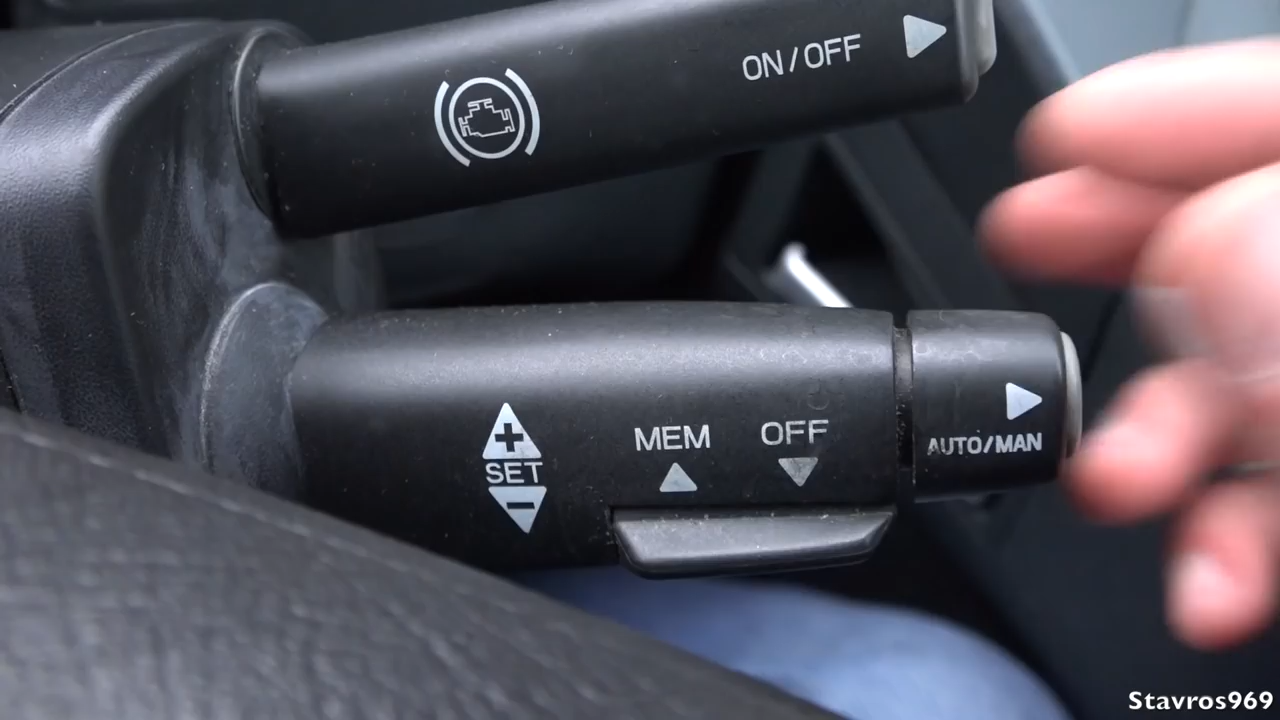 ON/OFF
+
SET
-
MEM
OFF
AUTO/MAN
Stavros969